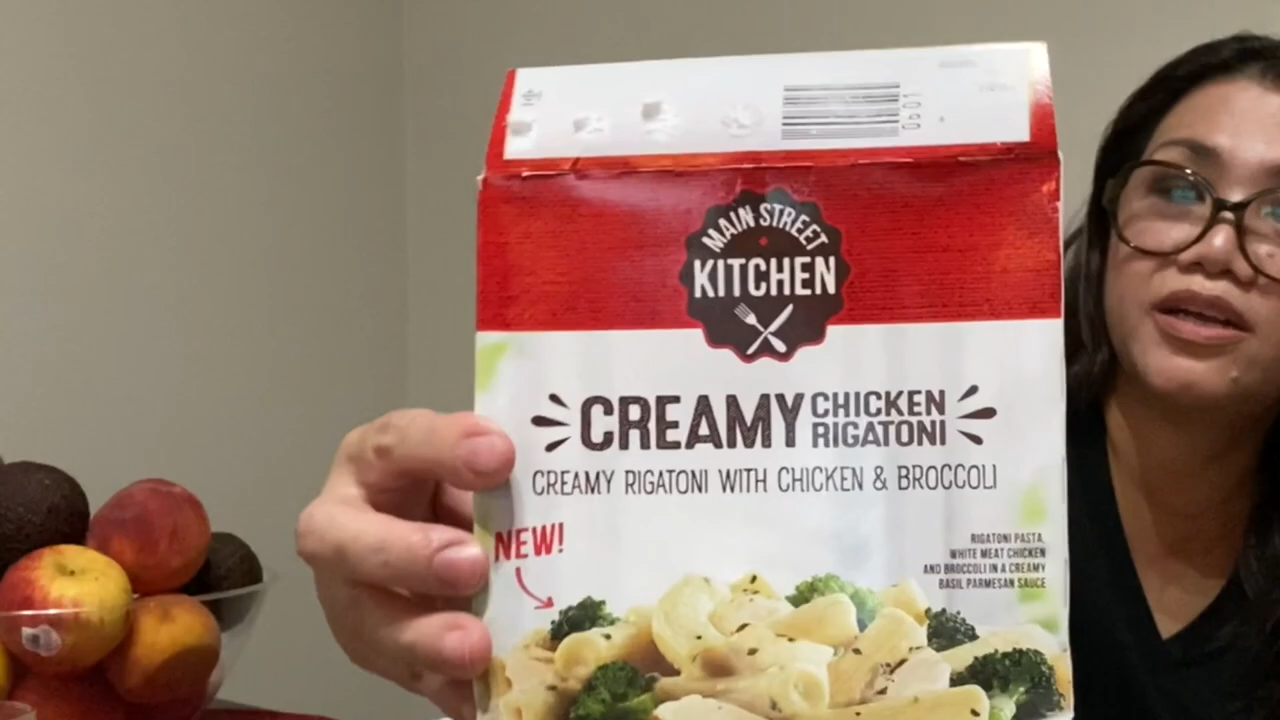 0601
MAIN STREET
KITCHEN
CREAMY CHICKEN RIGATONI
CREAMY RIGATONI WITH CHICKEN & BROCCOLI
NEW!
RIGATONI PASTA,
WHITE MEAT CHICKEN
AND BROCCOLI IN A CREAMY
BASIL PARMESAN SAUCE